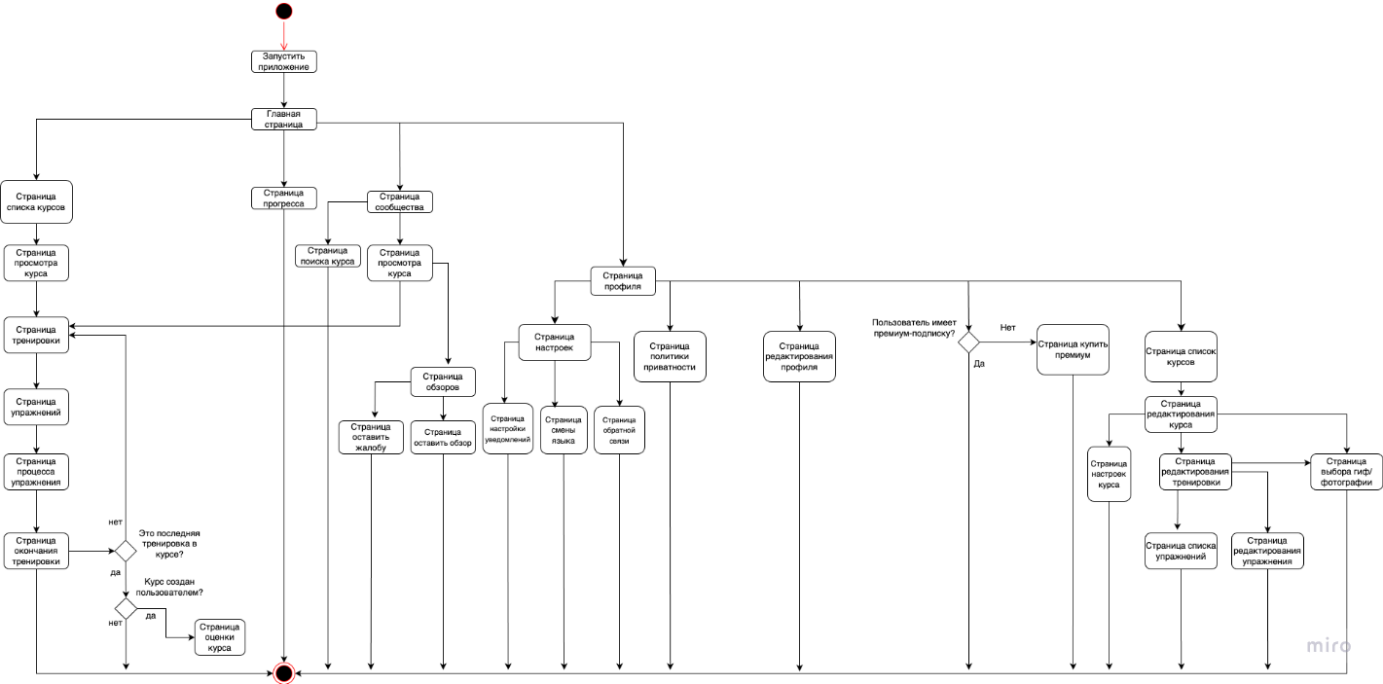 Запустить
приложение
Главная
страница
Страница
списка курсов
Страница
прогресса
Страница
сообщества
Страница
просмотра
курса
Страница
поиска курса
Страница
просмотра
курса
Страница
профиля
Страница
тренировки
Страница
настроек
Страница
политики
приватности
Страница
редактирования
профиля
Пользователь имеет
премиум-подписку?
Нет
Да
Страница купить
премиум
Страница список
курсов
Страница
обзоров
Страница
упражнений
Страница
оставить
жалобу
Страница
оставить обзор
Страница
настройки
уведомлений
Страница
смены
языка
Страница
обратной
связи
Страница
редактирования
курса
Страница
процесса
упражнения
Страница
настроек
курса
Страница
редактирования
тренировки
Страница
выбора гиф/
фотографии
Страница
окончания
тренировки
нет
Это последняя
тренировка в
курсе?
да
Страница списка
упражнений
Страница
редактирования
упражнения
Курс создан
пользователем?
нет
да
Страница
оценки
курса
miro